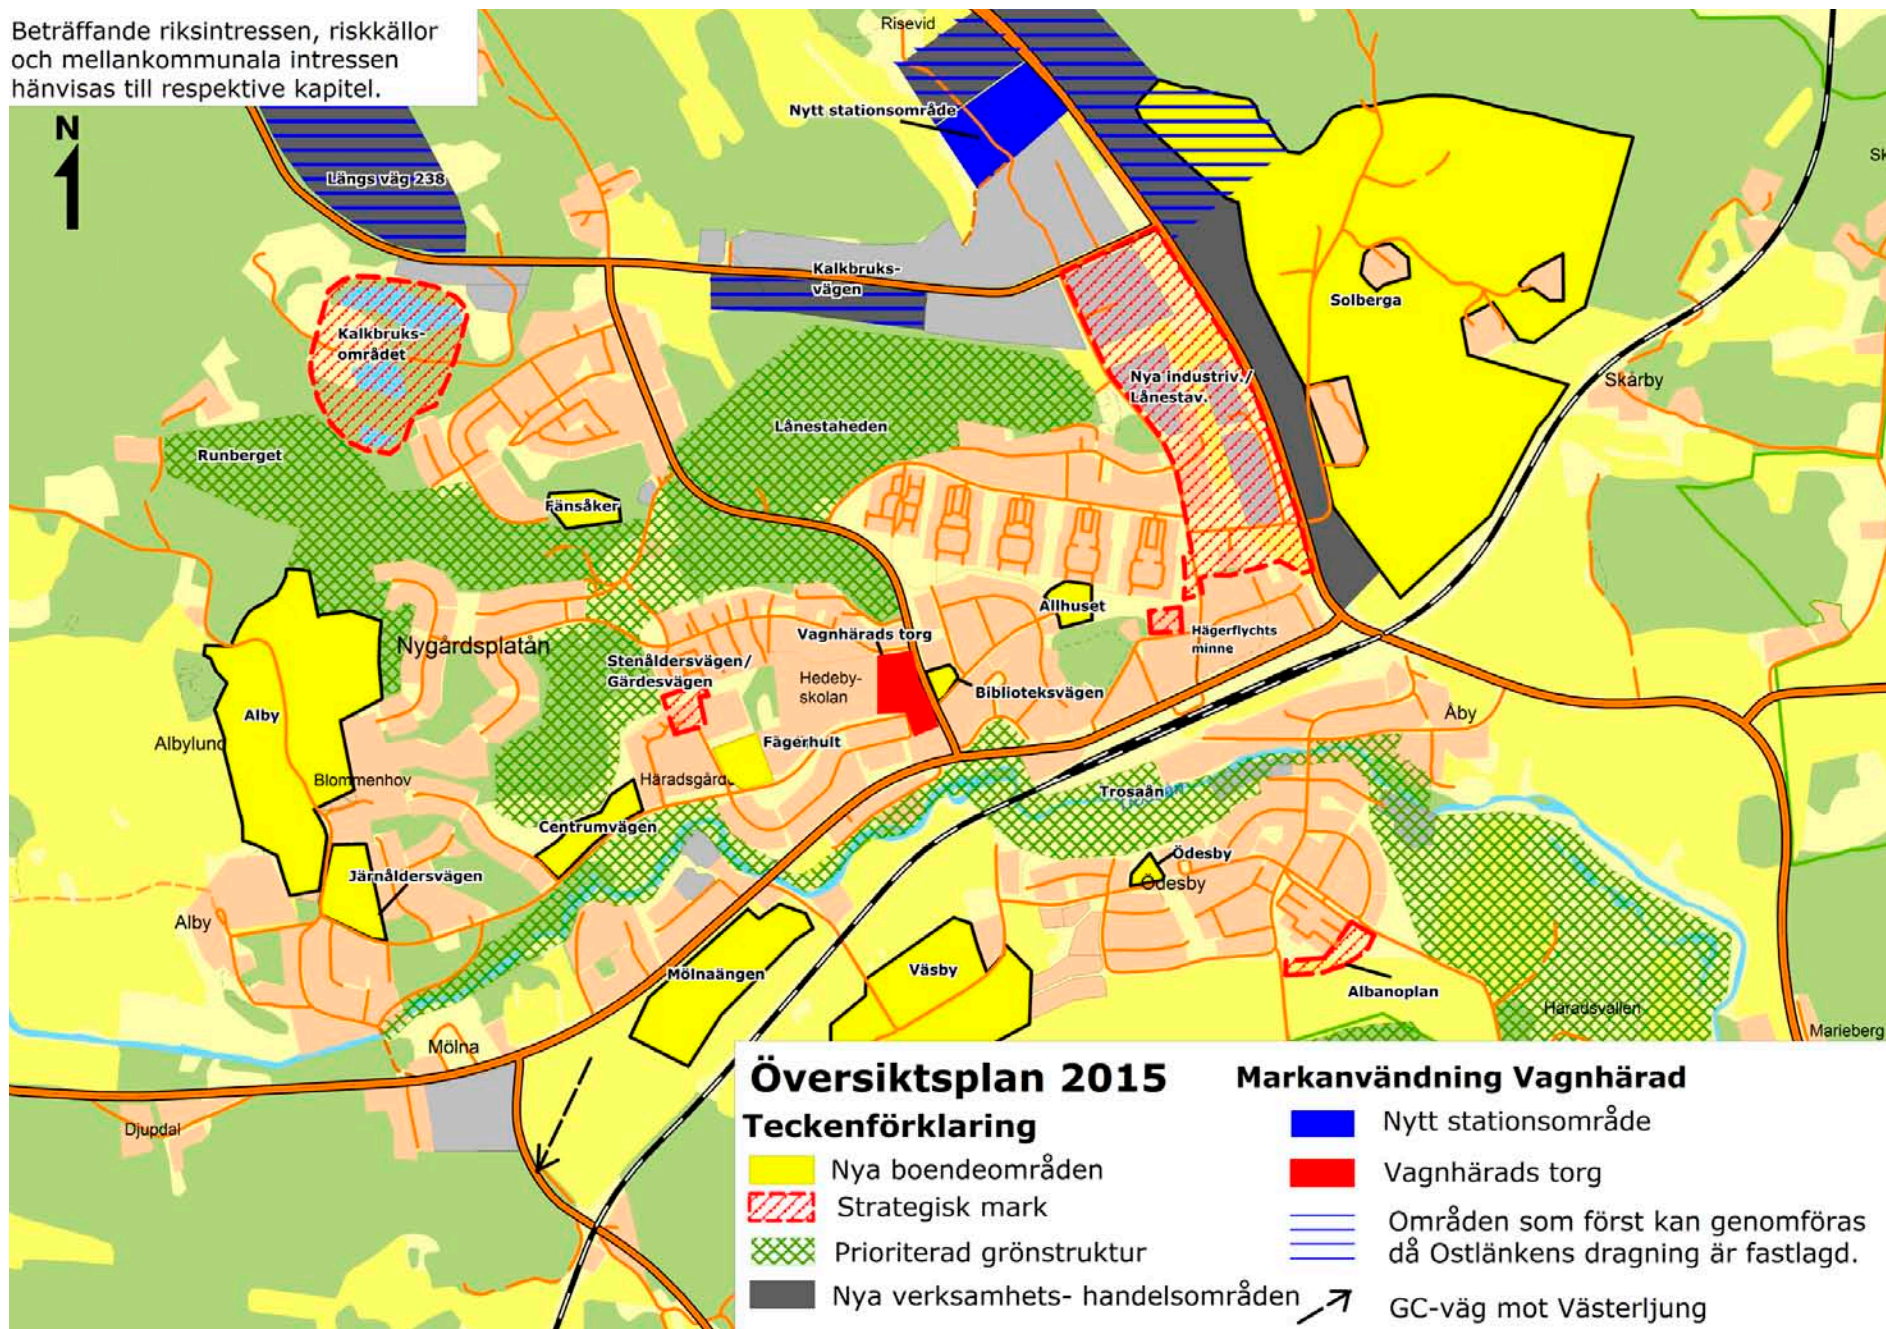 Beträffande riksintressen, riskkällor
och mellankommunala intressen
hänvisas till respektive kapitel.
N
Risevid
Nytt stationsområde
Sk
Längs väg 238
Kalkbruks-
vägen
Solberga
Kalkbruks-
området
Nya industriv./
Lånestav.
Skårby
Lånestaheden
Runberget
Fänsåker
Allhuset
Hägerflychts
minne
Vagnhärads torg
Nygårdsplatån
Stenåldersvägen/
Gärdesvägen
Hedeby-
skolan
Biblioteksvägen
Alby
Albylund
Åby
Fagerhult
Blommenhov
Häradsgårde
Trosaån
Centrumvägen
Ödesby
Järnåldersvägen
Ödesby
Alby
Mölnaängen
Väsby
Albanoplan
Häradsvallen
Marieberg
Mölna
Djupdal
Översiktsplan 2015
Markanvändning Vagnhärad
Teckenförklaring
Nya boendeområden
Strategisk mark
Prioriterad grönstruktur
Nya verksamhets- handelsområden
Nytt stationsområde
Vagnhärads torg
Områden som först kan genomföras
då Ostlänkens dragning är fastlagd.
GC-väg mot Västerljung